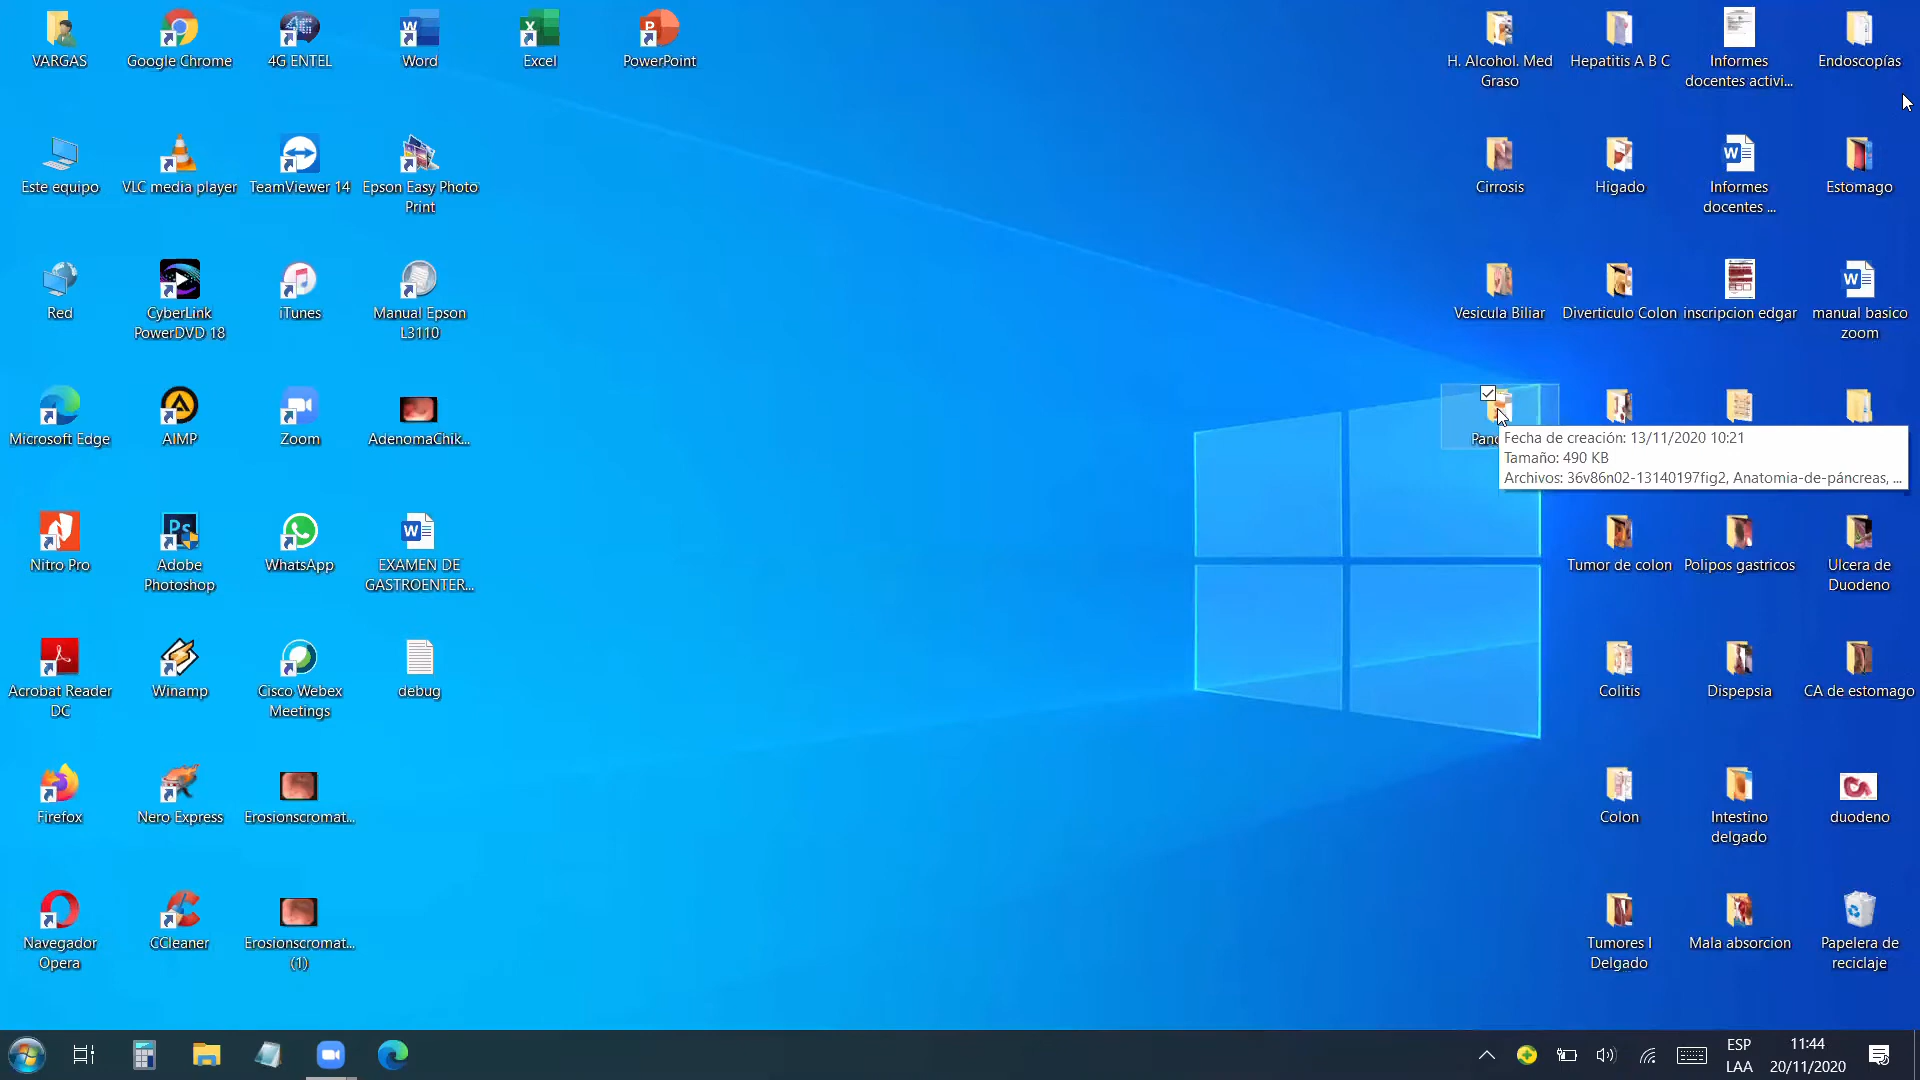 VARGAS
Google Chrome
4G ENTEL
Word
Excel
PowerPoint
H. Alcohol. Med
Graso
Hepatitis A B C
Informes
docentes activi...
Endoscopías
Este equipo
VLC media player
TeamViewer 14
Epson Easy Photo
Print
Cirrosis
Hígado
Informes
docentes ...
Estomago
Red
CyberLink
PowerDVD 18
iTunes
Manual Epson
L3110
Vesicula Biliar
Diverticulo Colon
inscripcion edgar
manual basico
zoom
Microsoft Edge
AIMP
Zoom
AdenomaChik...
Fecha de creación: 13/11/2020 10:21
Tamaño: 490 KB
Archivos: 36v86n02-13140197fig2, Anatomia-de-páncreas, ...
Nitro Pro
Adobe
Photoshop
WhatsApp
EXAMEN DE
GASTROENTER...
Tumor de colon
Polipos gastricos
Ulcera de
Duodeno
Acrobat Reader
DC
Winamp
Cisco Webex
Meetings
debug
Colitis
Dispepsia
CA de estomago
Firefox
Nero Express
Erosionscromat...
Colon
Intestino
delgado
duodeno
Navegador
Opera
CCleaner
Erosionscromat...
(1)
Tumores I
Delgado
Mala absorcion
Papelera de
reciclaje
ESP
LAA
11:44
20/11/2020